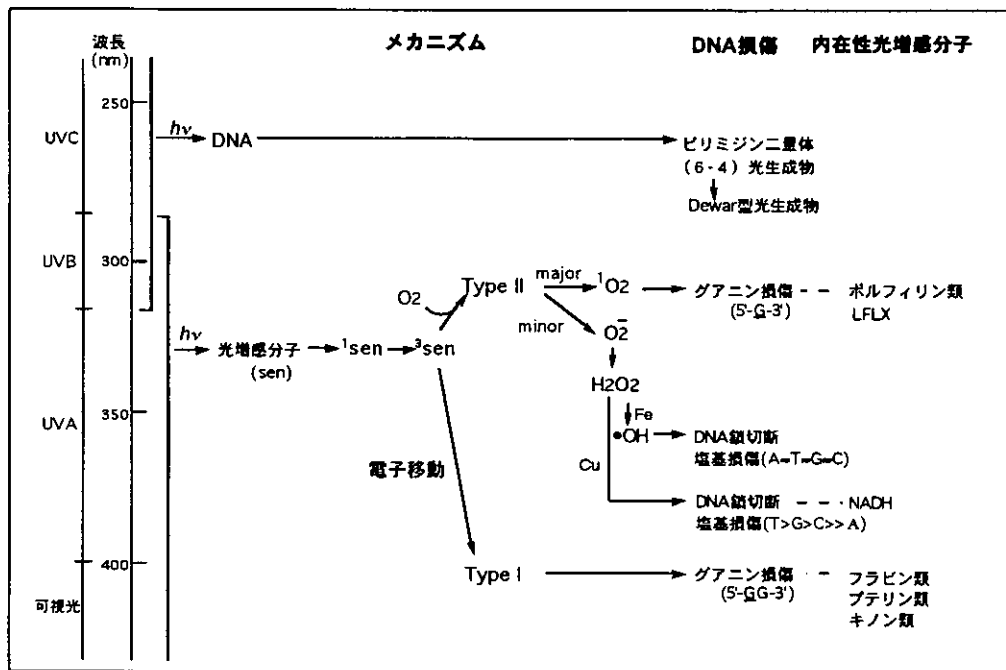 波長
(nm)
メカニズム
DNA損傷 内在性光増感分子
250
UVC
hν
DNA
ピリミジン二量体
(6-4) 光生成物
Dewar型光生成物
UVB
300
O2
Type II
major
¹O2
グアニン損傷
(5'-G-3')
ポルフィリン類
LFLX
minor
O2⁻
hν
光増感分子
(sen)
¹sen
³sen
H2O2
350
UVA
Fe
•OH
DNA鎖切断
塩基損傷(A=T=G=C)
電子移動
Cu
DNA鎖切断
塩基損傷(T>G>C>>A)
NADH
400
Type I
グアニン損傷
(5'-GG-3')
フラビン類
プテリン類
キノン類
可視光